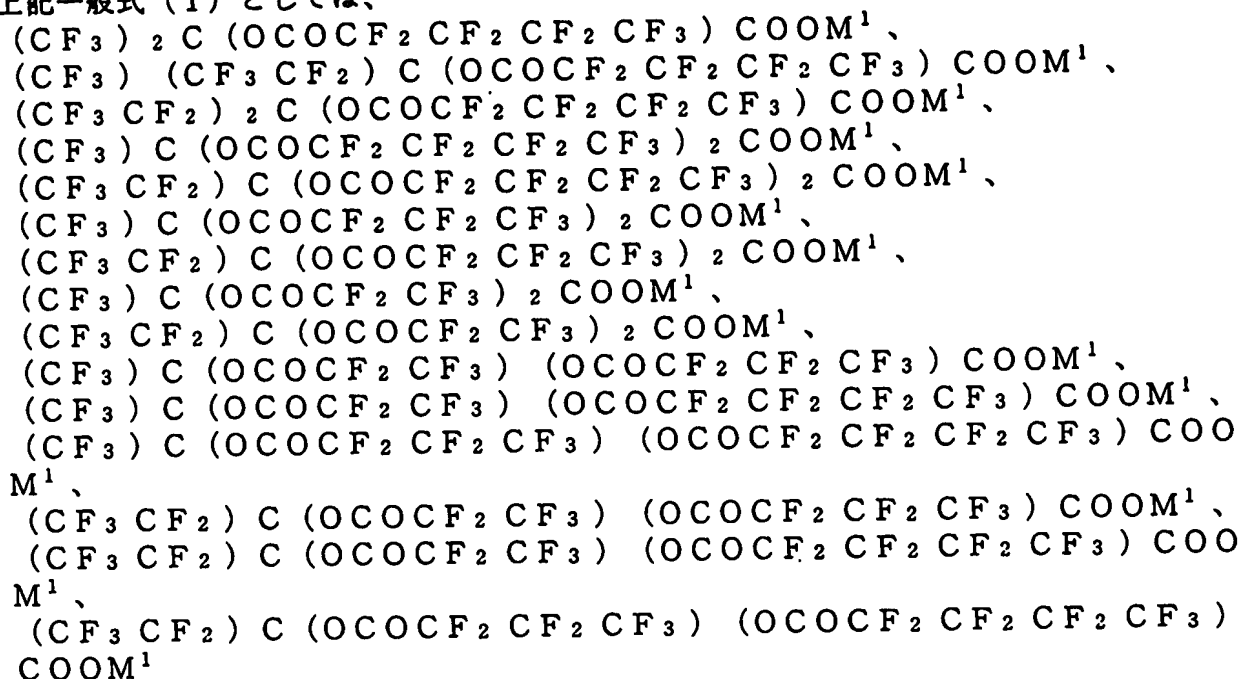 上記一般式(1)としては、
(CF₃)₂C(OCOCF₂CF₂CF₂CF₃)COOM¹、
(CF₃)(CF₃CF₂)C(OCOCF₂CF₂CF₂CF₃)COOM¹、
(CF₃CF₂)₂C(OCOCF₂CF₂CF₂CF₃)COOM¹、
(CF₃)C(OCOCF₂CF₂CF₂CF₃)₂COOM¹、
(CF₃CF₂)C(OCOCF₂CF₂CF₂CF₃)₂COOM¹、
(CF₃)C(OCOCF₂CF₂CF₃)₂COOM¹、
(CF₃CF₂)C(OCOCF₂CF₂CF₃)₂COOM¹、
(CF₃)C(OCOCF₂CF₃)₂COOM¹、
(CF₃CF₂)C(OCOCF₂CF₃)₂COOM¹、
(CF₃)C(OCOCF₂CF₃)(OCOCF₂CF₂CF₃)COOM¹、
(CF₃)C(OCOCF₂CF₃)(OCOCF₂CF₂CF₂CF₃)COOM¹、
(CF₃)C(OCOCF₂CF₂CF₃)(OCOCF₂CF₂CF₂CF₃)COO
M¹、
(CF₃CF₂)C(OCOCF₂CF₃)(OCOCF₂CF₂CF₃)COOM¹、
(CF₃CF₂)C(OCOCF₂CF₃)(OCOCF₂CF₂CF₂CF₃)COO
M¹、
(CF₃CF₂)C(OCOCF₂CF₂CF₃)(OCOCF₂CF₂CF₂CF₃)
COOM¹